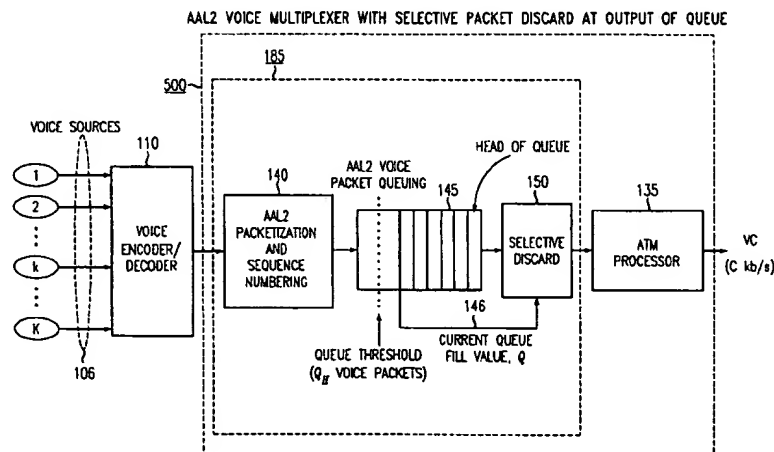 AAL2 VOICE MULTIPLEXER WITH SELECTIVE PACKET DISCARD AT OUTPUT OF QUEUE
185
500
VOICE SOURCES
110
HEAD OF QUEUE
1
2
k
K
106
VOICE
ENCODER/
DECODER
140
AAL2
PACKETIZATION
AND
SEQUENCE
NUMBERING
AAL2 VOICE
PACKET QUEUING
145
150
SELECTIVE
DISCARD
135
ATM
PROCESSOR
VC
(C kb/s)
146
QUEUE THRESHOLD
(Q_H VOICE PACKETS)
CURRENT QUEUE
FILL VALUE, Q